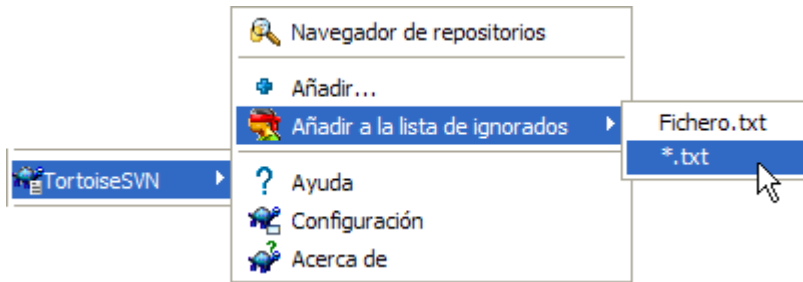 Navegador de repositorios
Añadir...
Añadir a la lista de ignorados
Fichero.txt
*.txt
TortoiseSVN
Ayuda
Configuración
Acerca de